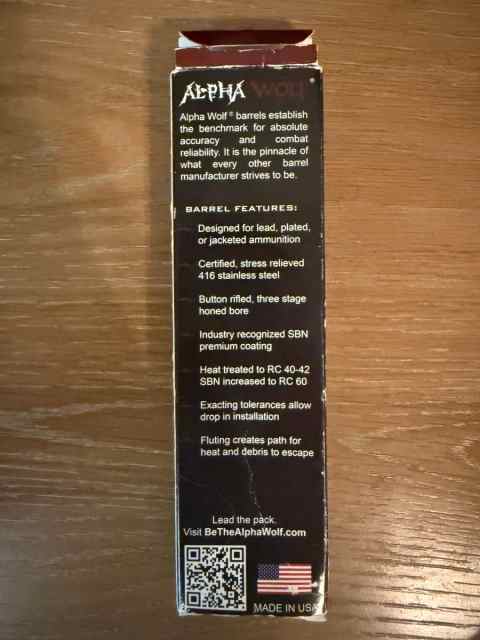 ALPHA WOLF
Alpha Wolf® barrels establish
the benchmark for absolute
accuracy and combat
reliability. It is the pinnacle of
what every other barrel
manufacturer strives to be.
BARREL FEATURES:
Designed for lead, plated,
or jacketed ammunition
Certified, stress relieved
416 stainless steel
Button rifled, three stage
honed bore
Industry recognized SBN
premium coating
Heat treated to RC 40-42
SBN increased to RC 60
Exacting tolerances allow
drop in installation
Fluting creates path for
heat and debris to escape
Lead the pack.
Visit BeTheAlphaWolf.com
MADE IN USA